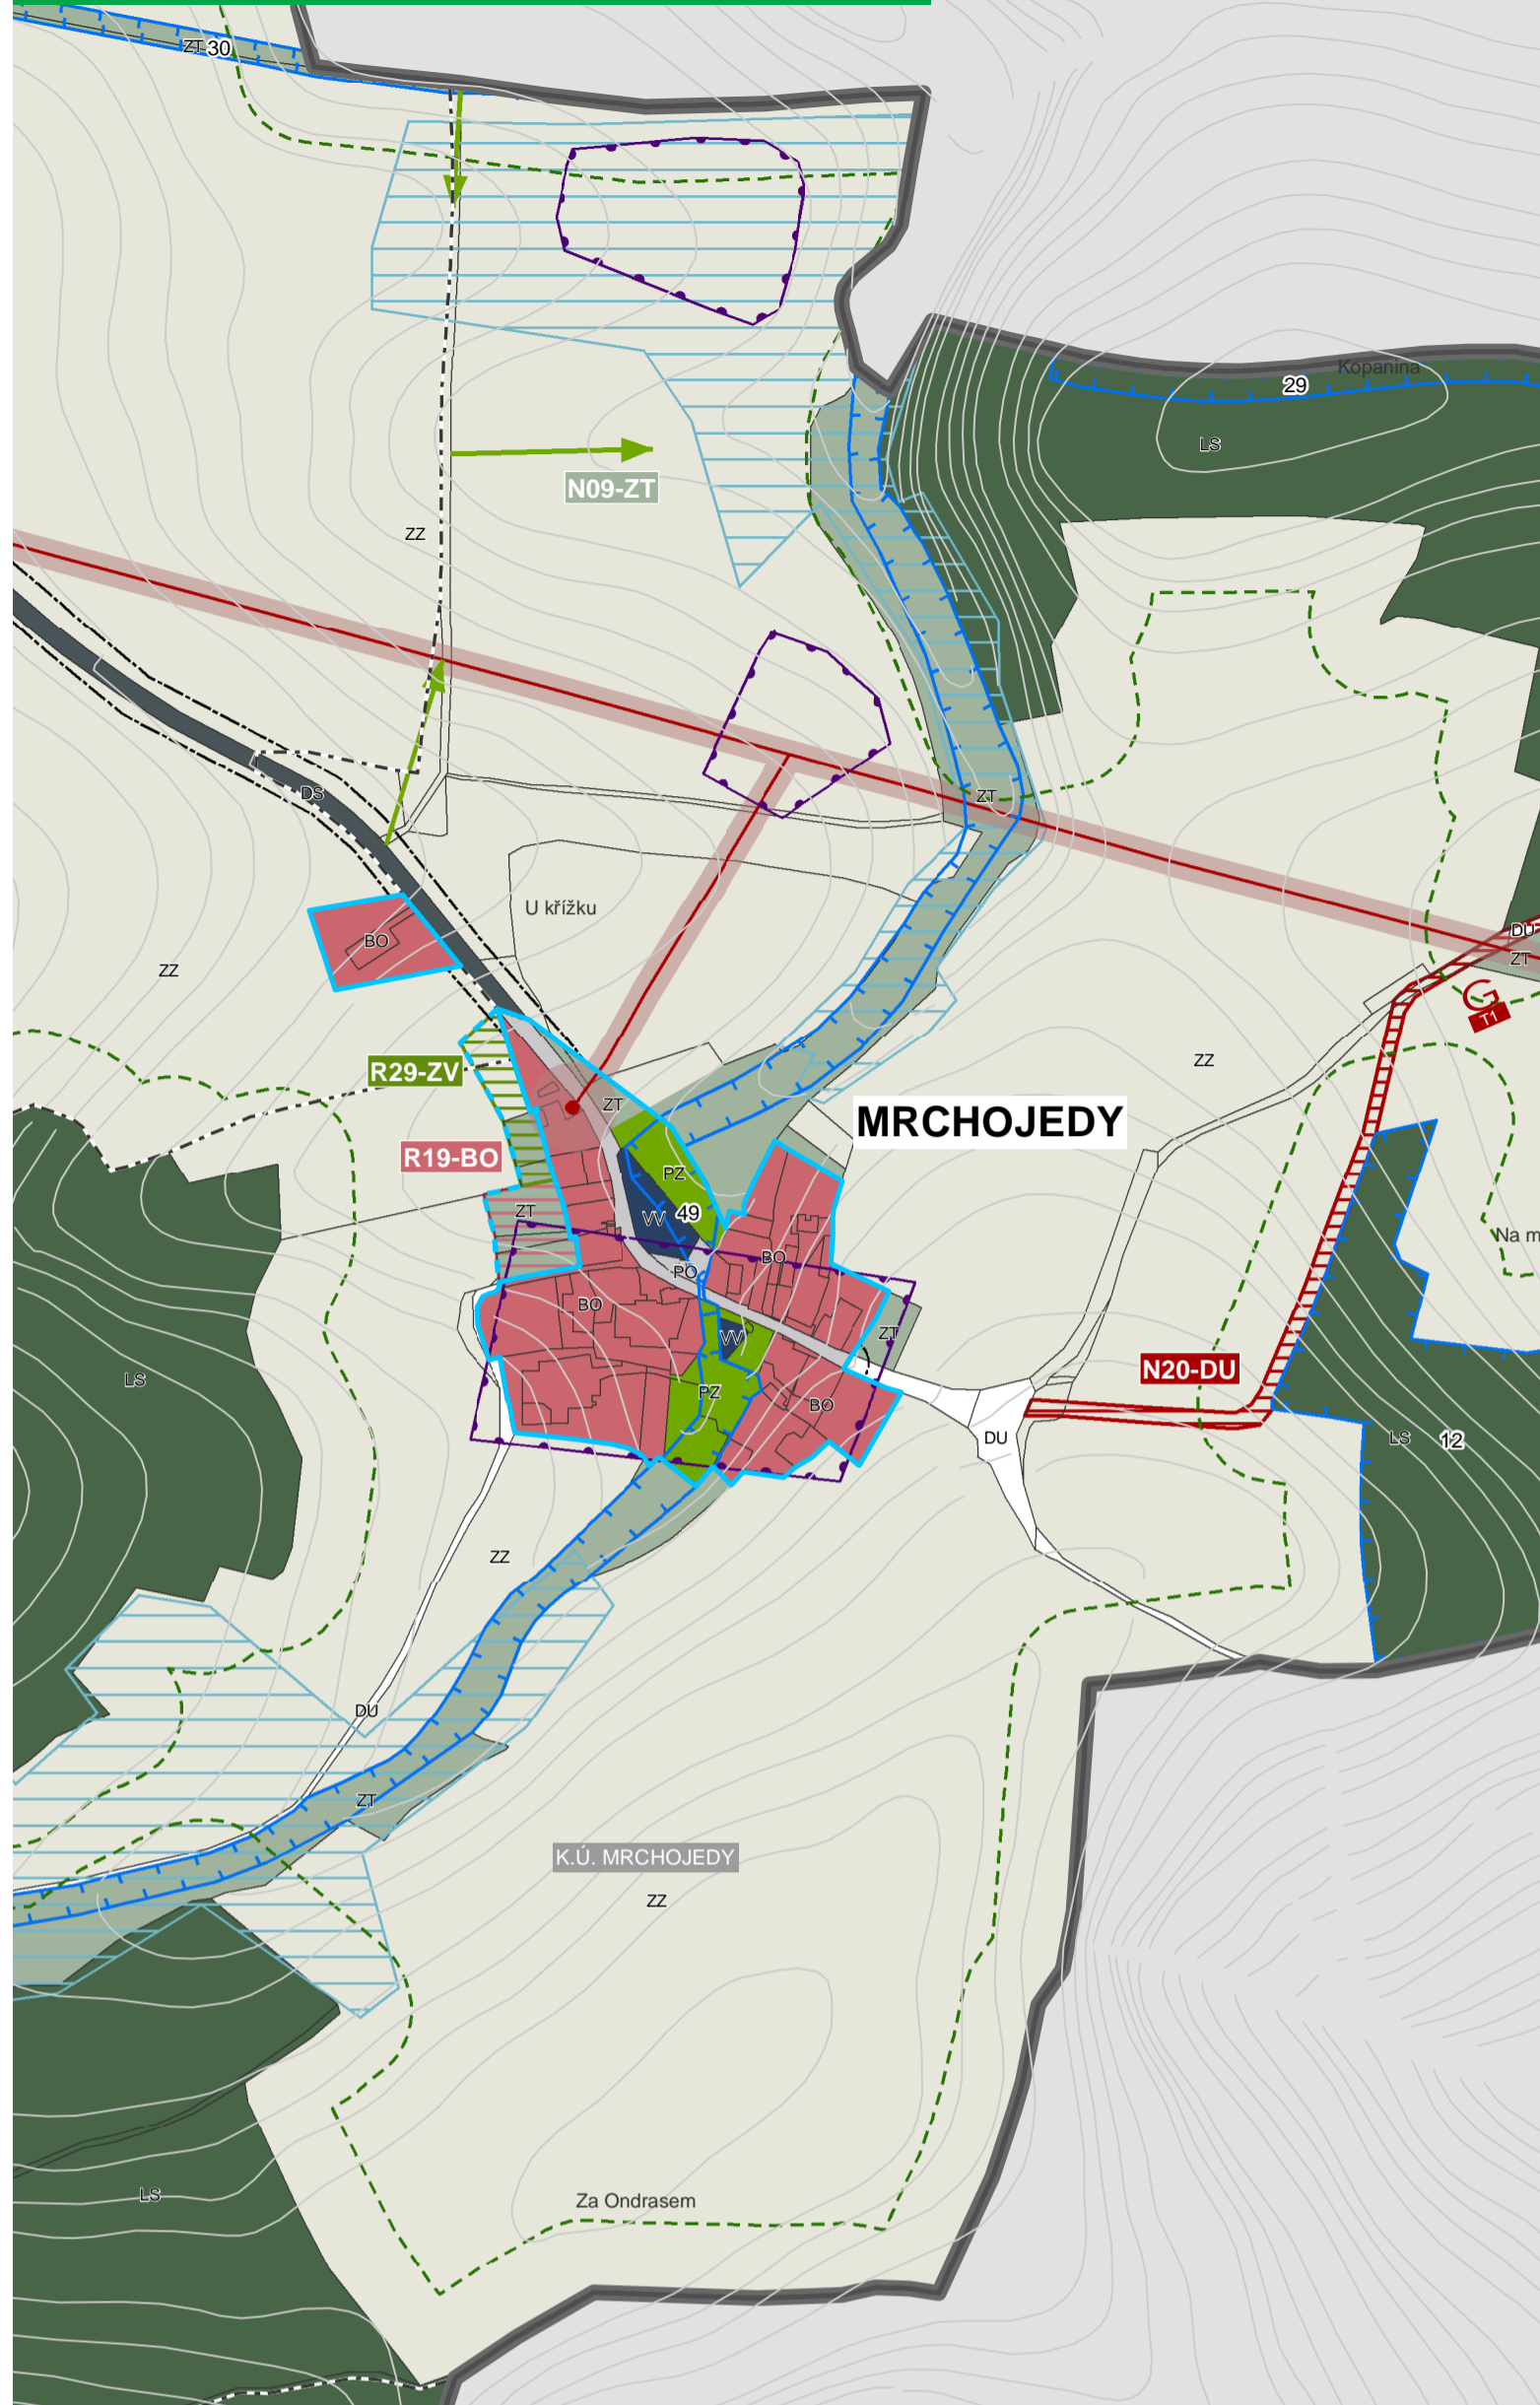 ZT 30
Kopanina
29
LS
N09-ZT
ZZ
DS
ZT
U křížku
DU
BO
ZT
ZZ
T1
ZZ
R29-ZV
ZT
MRCHOJEDY
R19-BO
PZ
ZT
VV
49
Na m
BO
PO
BO
ZT
VV
N20-DU
LS
PZ
BO
DU
LS
12
ZZ
DU
ZT
K.Ú. MRCHOJEDY
ZZ
LS
Za Ondrasem